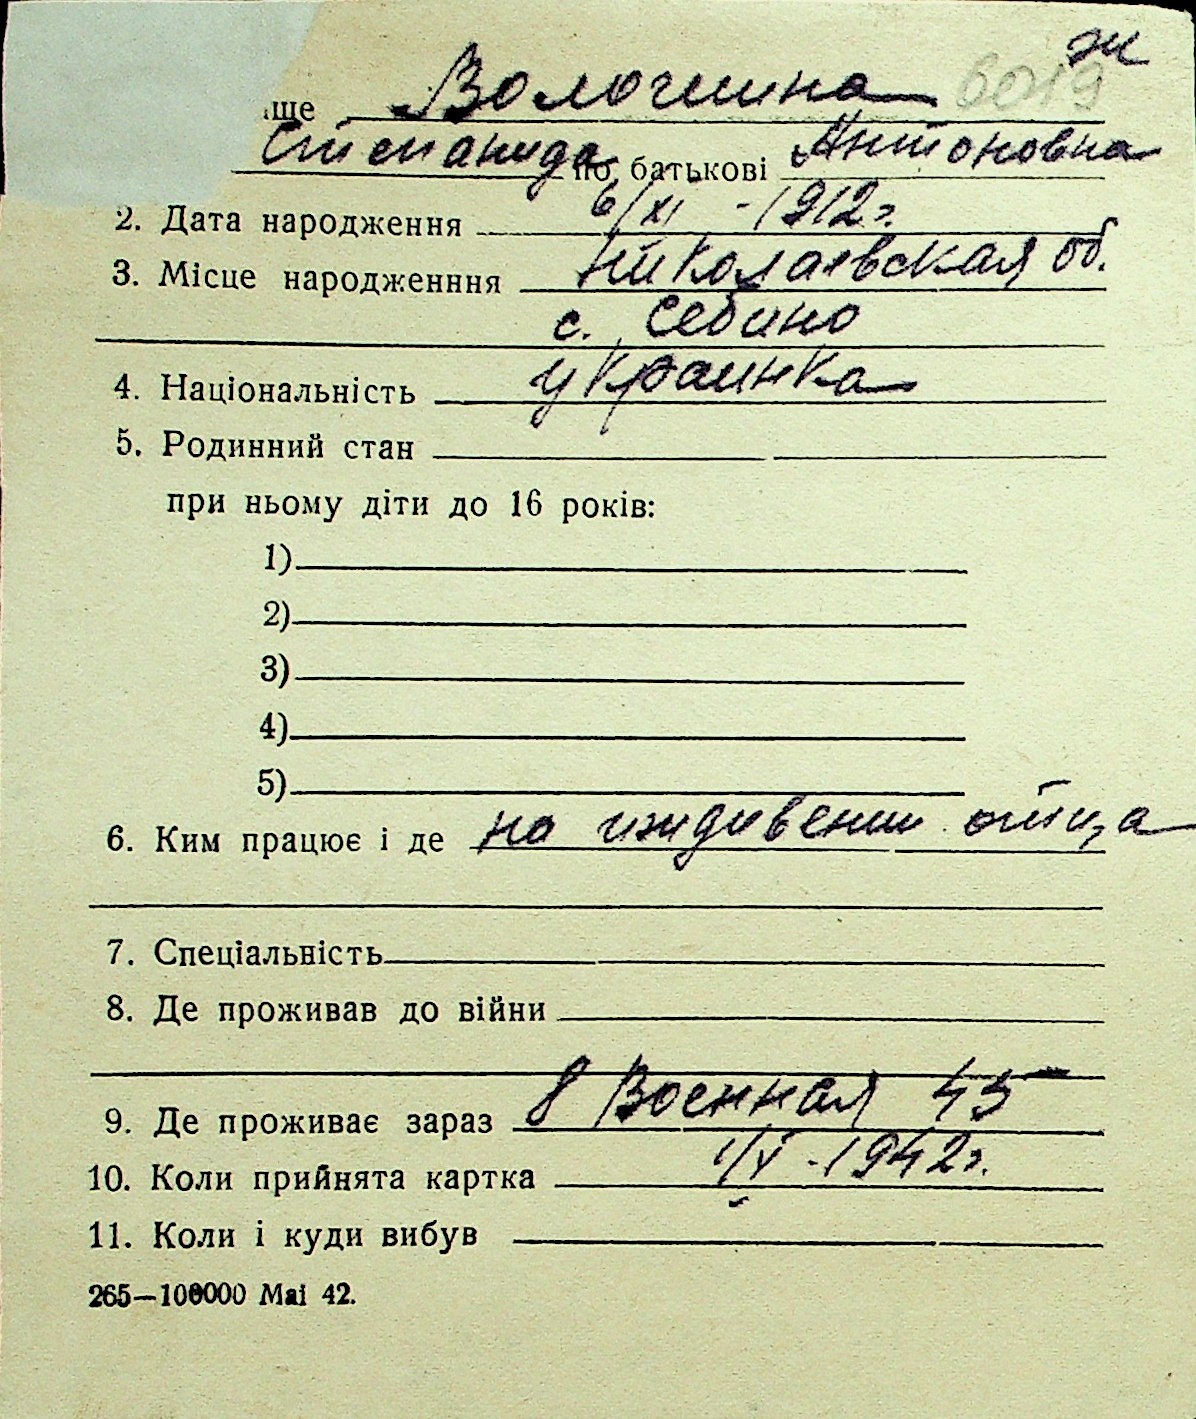 ж
іще Волошина 6019
Степанида по батькові Антоновна
2. Дата народження 6/XI - 1912 г.
3. Місце народженння Николаевская об.
с. Себино
4. Національність украинка
5. Родинний стан
при ньому діти до 16 років:
1)
2)
3)
4)
5)
6. Ким працює і де на иждивении отца
7. Спеціальність
8. Де проживав до війни
9. Де проживає зараз 8 Военная 45
10. Коли прийнята картка 1/V - 1942 г.
11. Коли і куди вибув
265—100000 Mai 42.